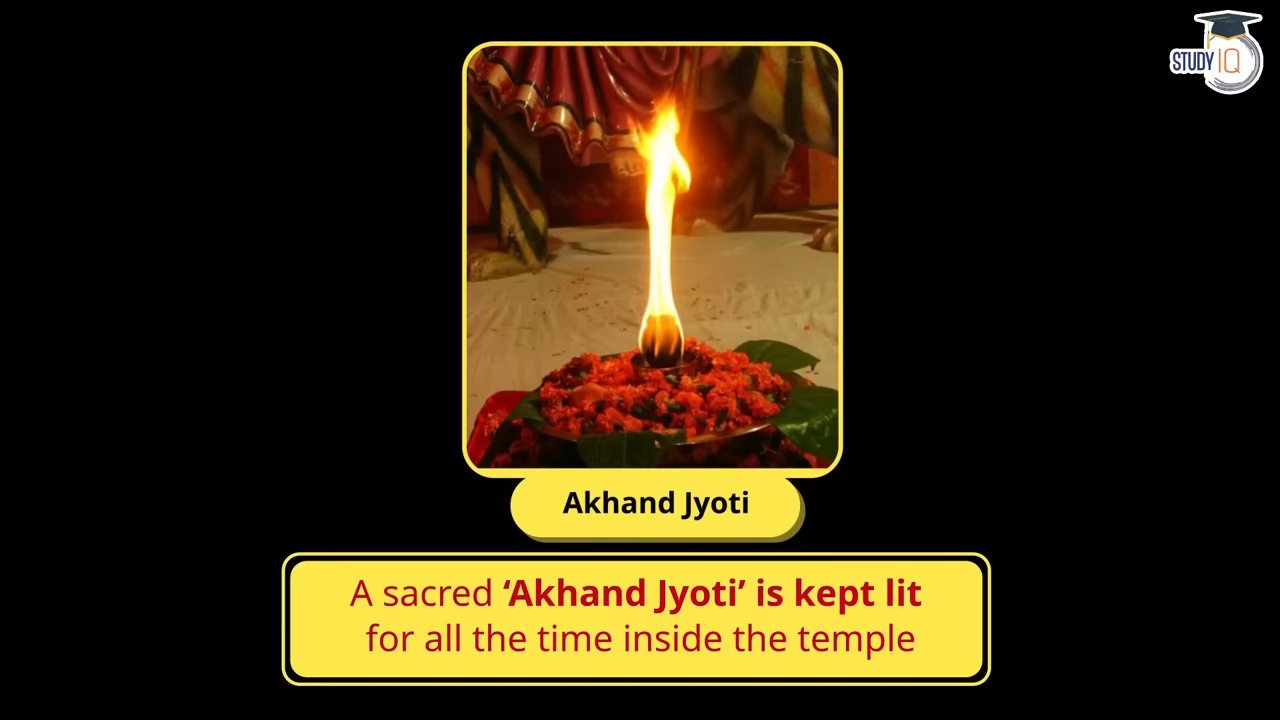 STUDY IQ
Akhand Jyoti
A sacred ‘Akhand Jyoti’ is kept lit
for all the time inside the temple